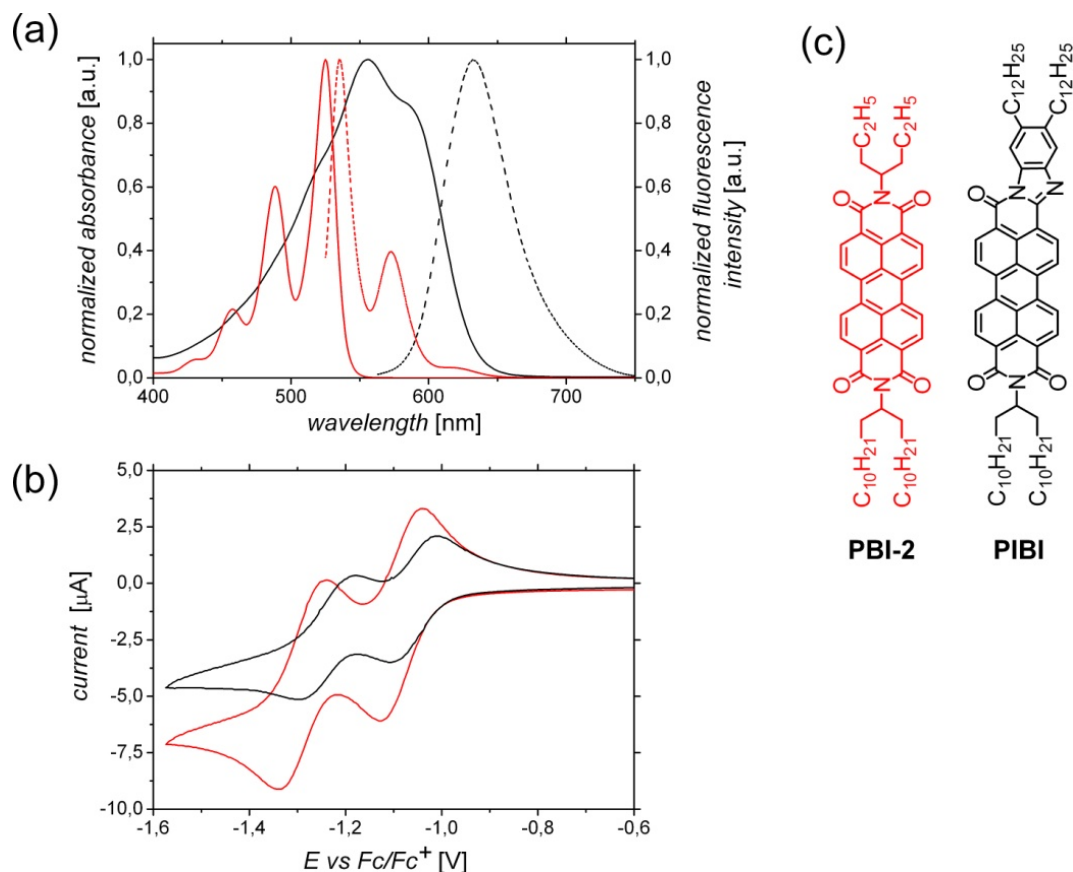 (a)
normalized absorbance [a.u.]
1,0
0,8
0,6
0,4
0,2
0,0
400
500
600
700
wavelength [nm]
1,0
0,8
0,6
0,4
0,2
0,0
normalized fluorescence
intensity [a.u.]
(b)
current [µA]
5,0
2,5
0,0
-2,5
-5,0
-7,5
-10,0
-1,6
-1,4
-1,2
-1,0
-0,8
-0,6
E vs Fc/Fc⁺ [V]
(c)
C₂H₅
C₂H₅
O
N
O
O
N
O
C₁₀H₂₁
C₁₀H₂₁
PBI-2
C₁₂H₂₅
C₁₂H₂₅
O
N
N
O
N
O
C₁₀H₂₁
C₁₀H₂₁
PIBI